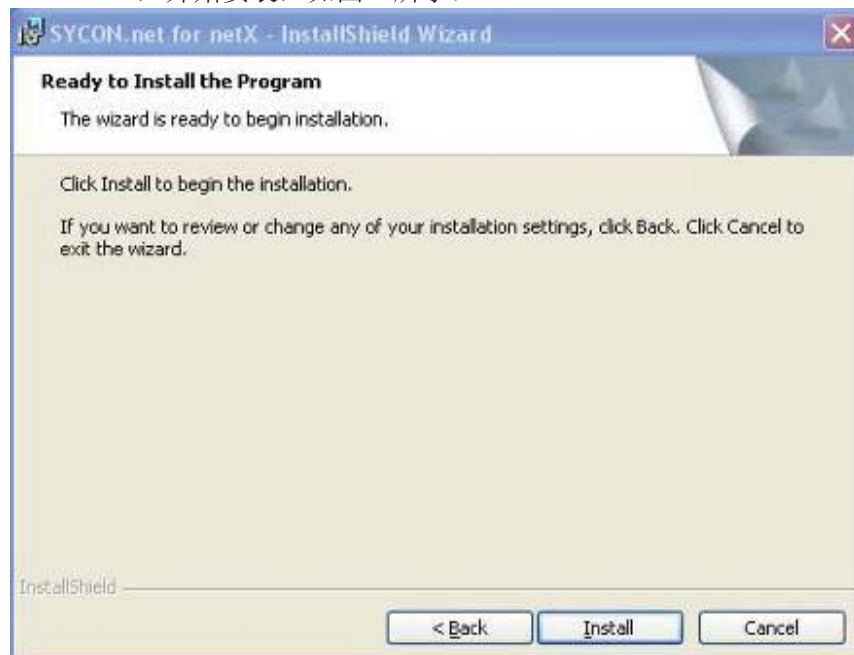 SYCON.net for netX - InstallShield Wizard
Ready to Install the Program
The wizard is ready to begin installation.
Click Install to begin the installation.
If you want to review or change any of your installation settings, click Back. Click Cancel to
exit the wizard.
InstallShield
< Back
Install
Cancel